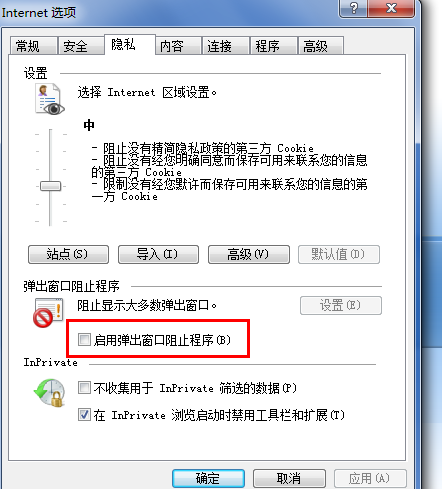 Internet 选项
?
常规 安全 隐私 内容 连接 程序 高级
设置
选择 Internet 区域设置。
中
- 阻止没有精简隐私政策的第三方 Cookie
- 阻止没有经您明确同意而保存可用来联系您的信息
的第三方 Cookie
- 限制没有经您默许而保存可用来联系您的信息的第
一方 Cookie
站点(S) 导入(I) 高级(V) 默认值(D)
弹出窗口阻止程序
阻止显示大多数弹出窗口。 设置(E)
启用弹出窗口阻止程序(B)
InPrivate
不收集用于 InPrivate 筛选的数据(P)
在 InPrivate 浏览启动时禁用工具栏和扩展(T)
确定 取消 应用(A)